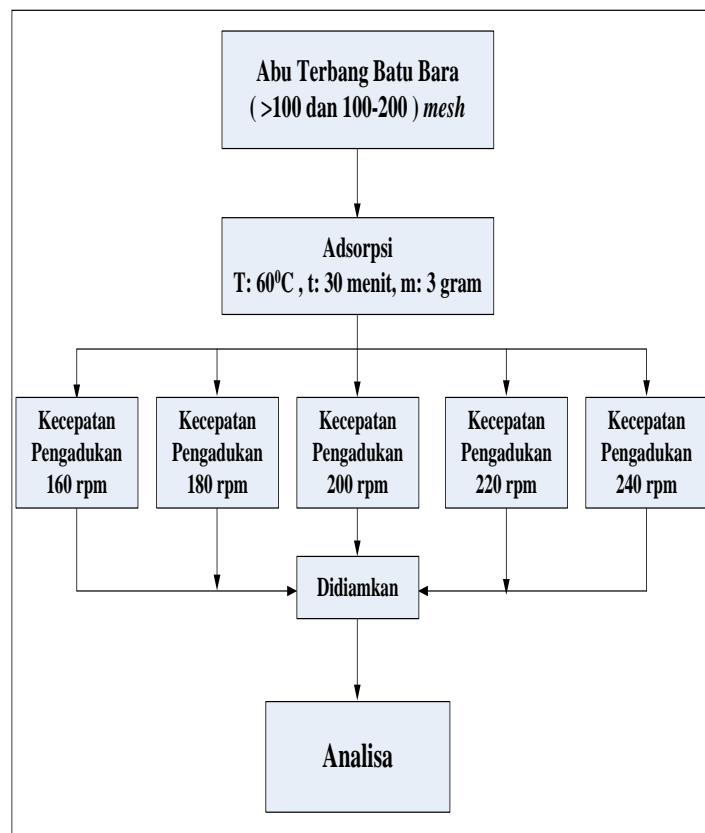 Abu Terbang Batu Bara
( >100 dan 100-200 ) mesh
Adsorpsi
T: 60⁰C , t: 30 menit, m: 3 gram
Kecepatan
Pengadukan
160 rpm
Kecepatan
Pengadukan
180 rpm
Kecepatan
Pengadukan
200 rpm
Kecepatan
Pengadukan
220 rpm
Kecepatan
Pengadukan
240 rpm
Didiamkan
Analisa